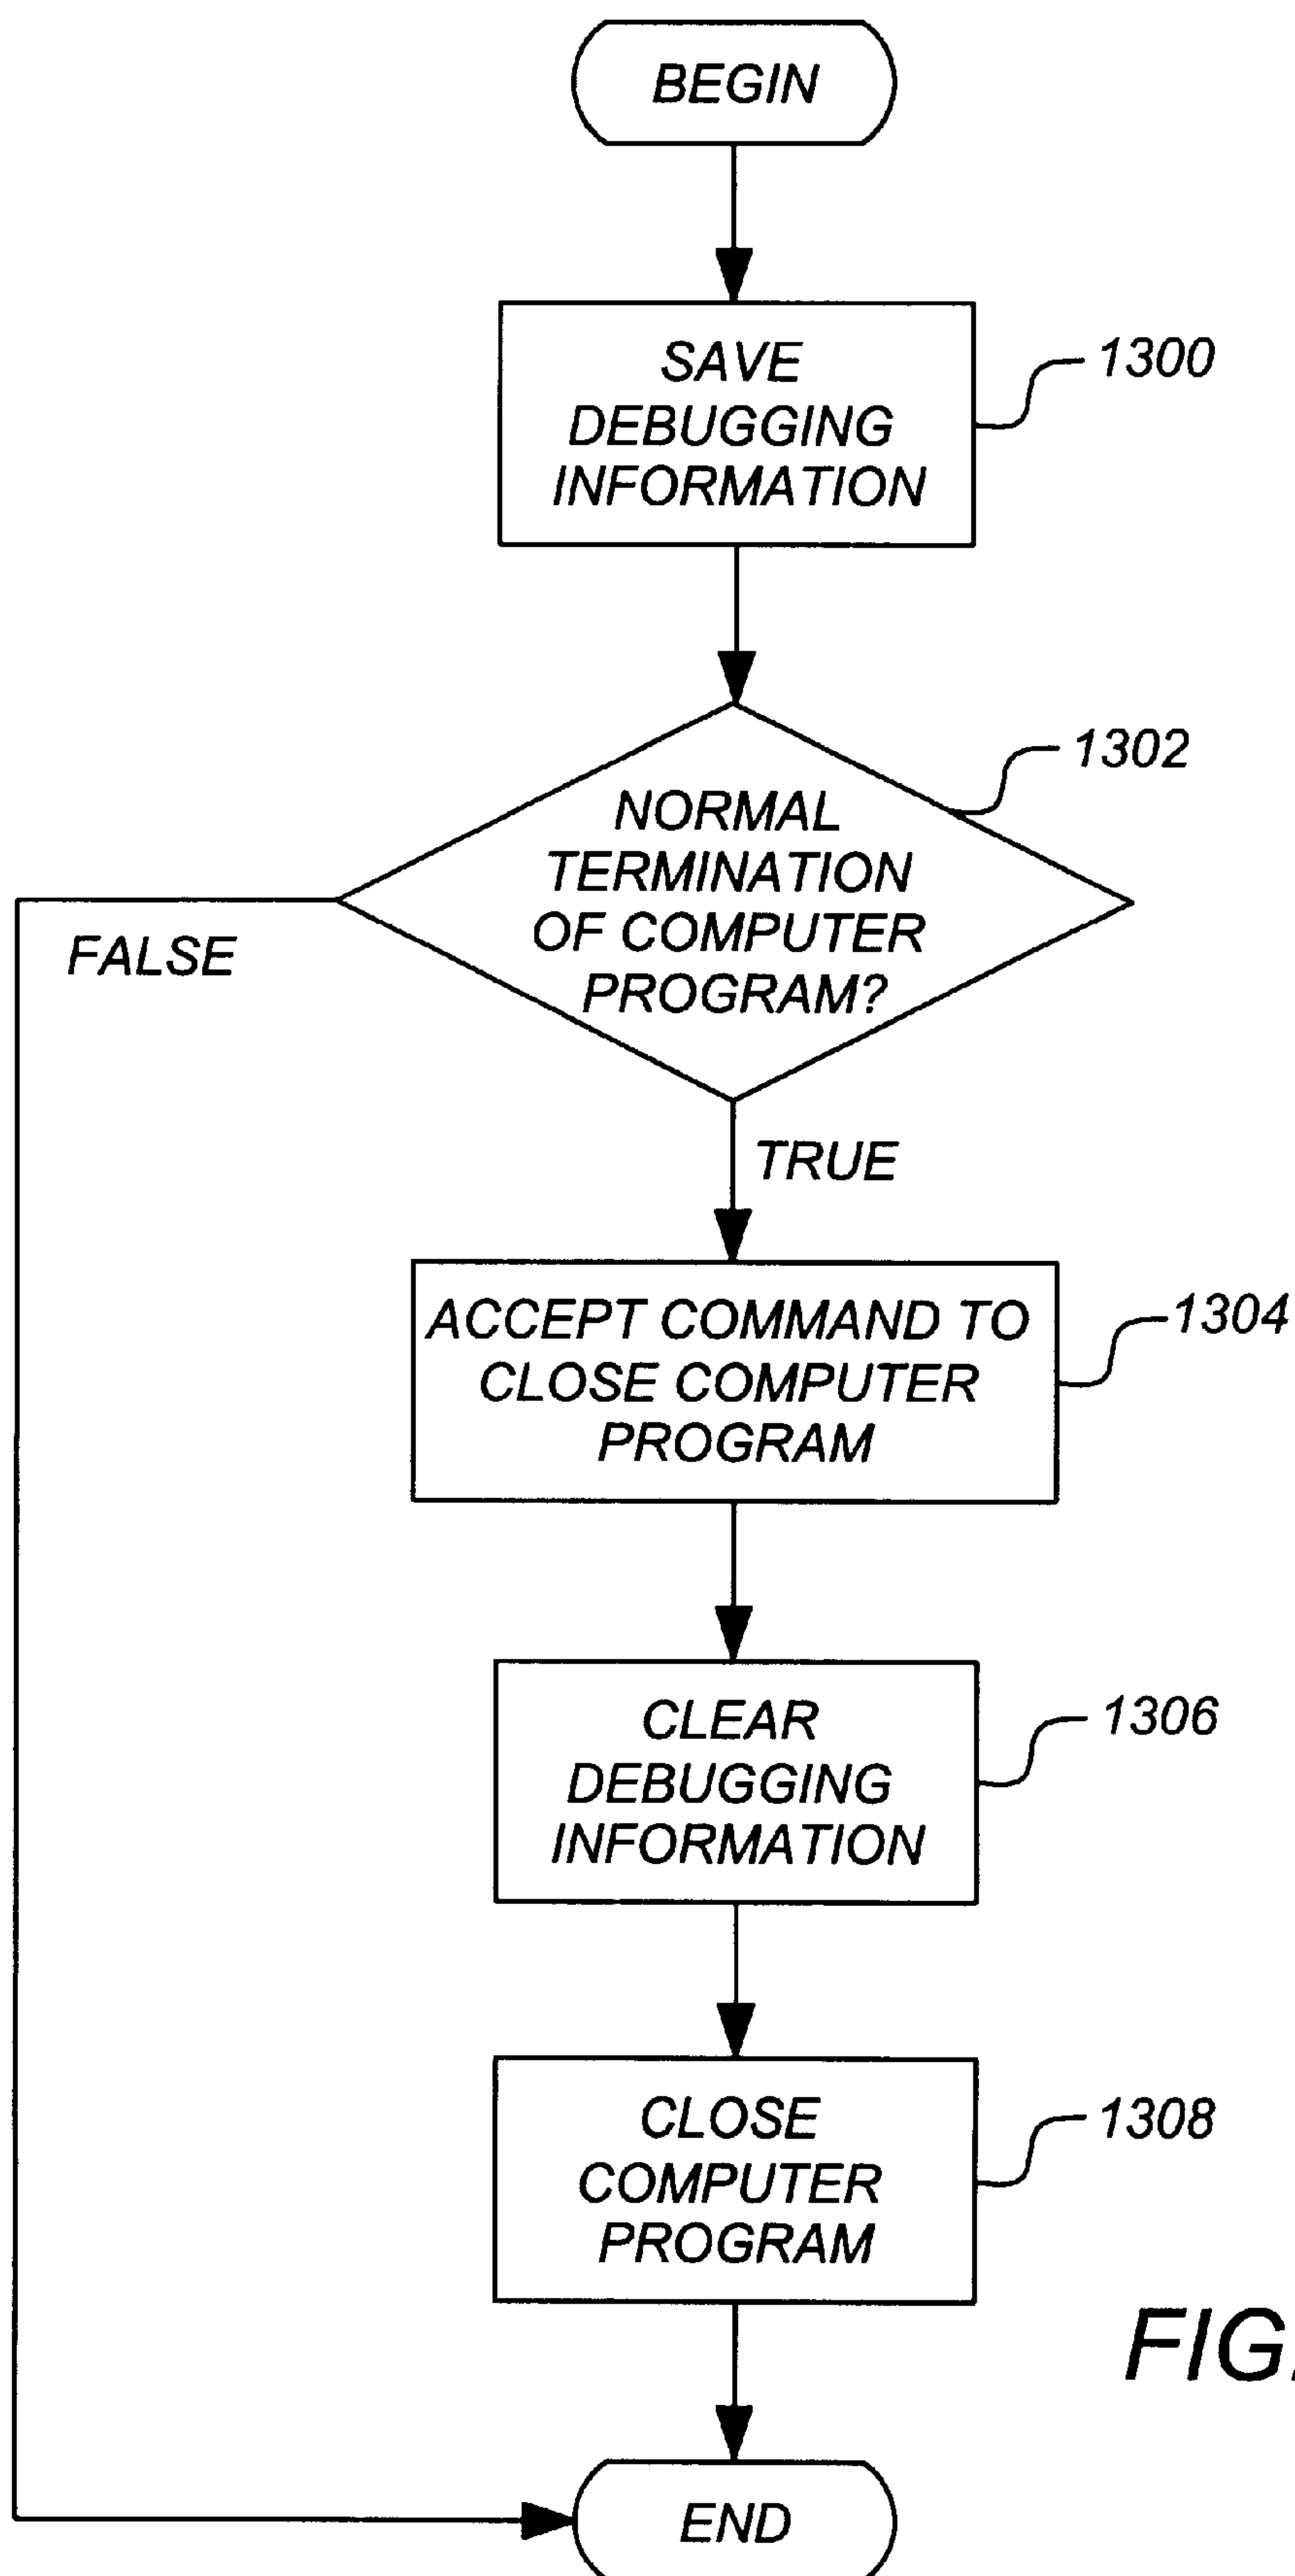 BEGIN
SAVE
DEBUGGING
INFORMATION
1300
NORMAL
TERMINATION
OF COMPUTER
PROGRAM?
1302
FALSE
TRUE
ACCEPT COMMAND TO
CLOSE COMPUTER
PROGRAM
1304
CLEAR
DEBUGGING
INFORMATION
1306
CLOSE
COMPUTER
PROGRAM
1308
FIG.
END